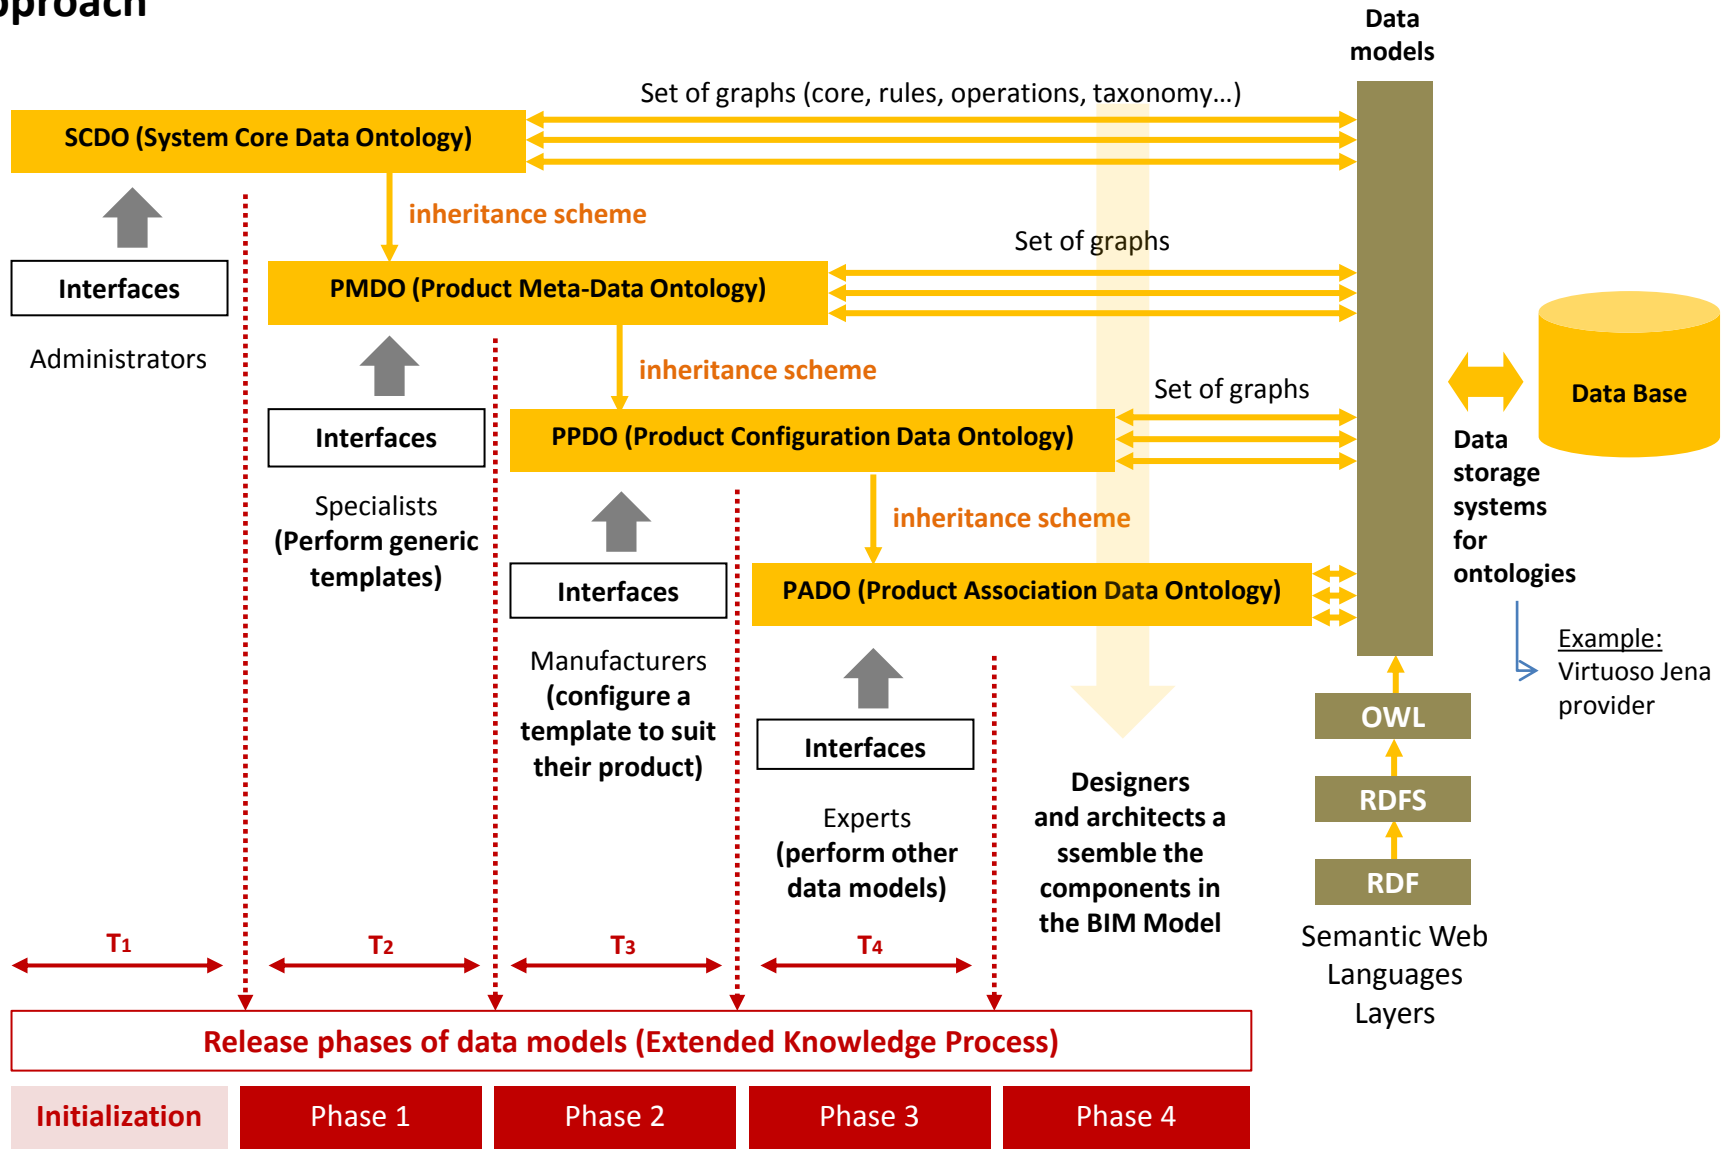 pproach
Data
models
Set of graphs (core, rules, operations, taxonomy...)
SCDO (System Core Data Ontology)
inheritance scheme
Interfaces
Administrators
Set of graphs
PMDO (Product Meta-Data Ontology)
inheritance scheme
Interfaces
Specialists
(Perform generic
templates)
Set of graphs
PPDO (Product Configuration Data Ontology)
inheritance scheme
Interfaces
Manufacturers
(configure a
template to suit
their product)
PADO (Product Association Data Ontology)
Interfaces
Experts
(perform other
data models)
Designers
and architects a
ssemble the
components in
the BIM Model
Data Base
Data
storage
systems
for
ontologies
Example:
Virtuoso Jena
provider
OWL
RDFS
RDF
Semantic Web
Languages
Layers
T1
T2
T3
T4
Release phases of data models (Extended Knowledge Process)
Initialization
Phase 1
Phase 2
Phase 3
Phase 4